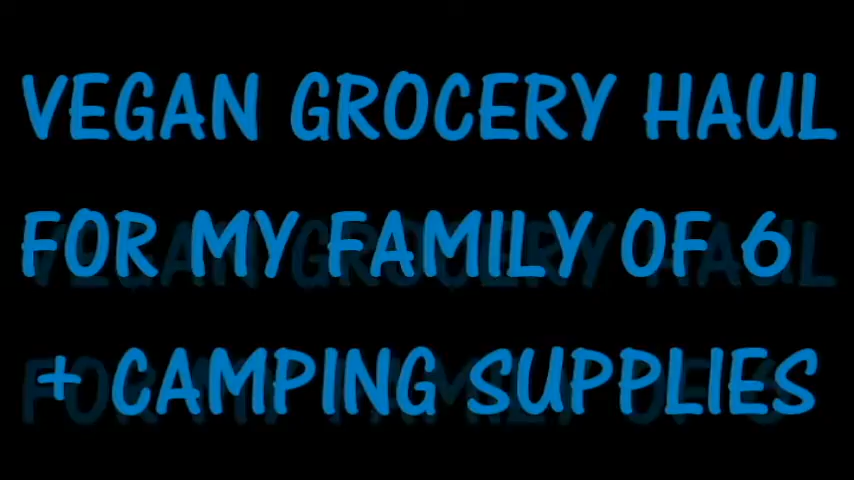 VEGAN GROCERY HAUL
FOR MY FAMILY OF 6
+ CAMPING SUPPLIES